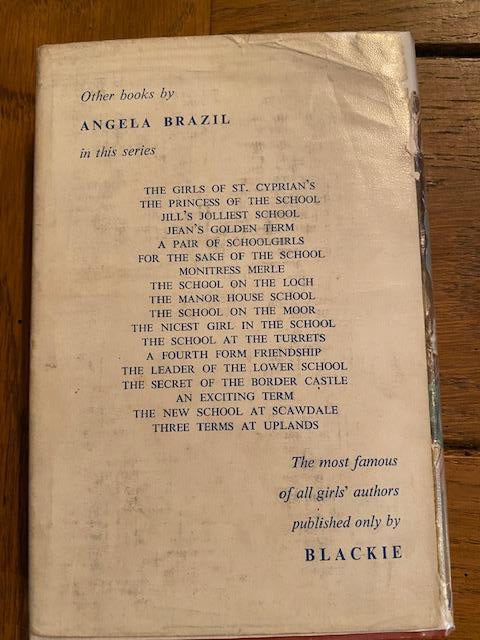 Other books by
ANGELA BRAZIL
in this series
THE GIRLS OF ST. CYPRIAN'S
THE PRINCESS OF THE SCHOOL
JILL'S JOLLIEST SCHOOL
JEAN'S GOLDEN TERM
A PAIR OF SCHOOLGIRLS
FOR THE SAKE OF THE SCHOOL
MONITRESS MERLE
THE SCHOOL ON THE LOCH
THE MANOR HOUSE SCHOOL
THE SCHOOL ON THE MOOR
THE NICEST GIRL IN THE SCHOOL
THE SCHOOL AT THE TURRETS
A FOURTH FORM FRIENDSHIP
THE LEADER OF THE LOWER SCHOOL
THE SECRET OF THE BORDER CASTLE
AN EXCITING TERM
THE NEW SCHOOL AT SCAWDALE
THREE TERMS AT UPLANDS
The most famous
of all girls' authors
published only by
BLACKIE